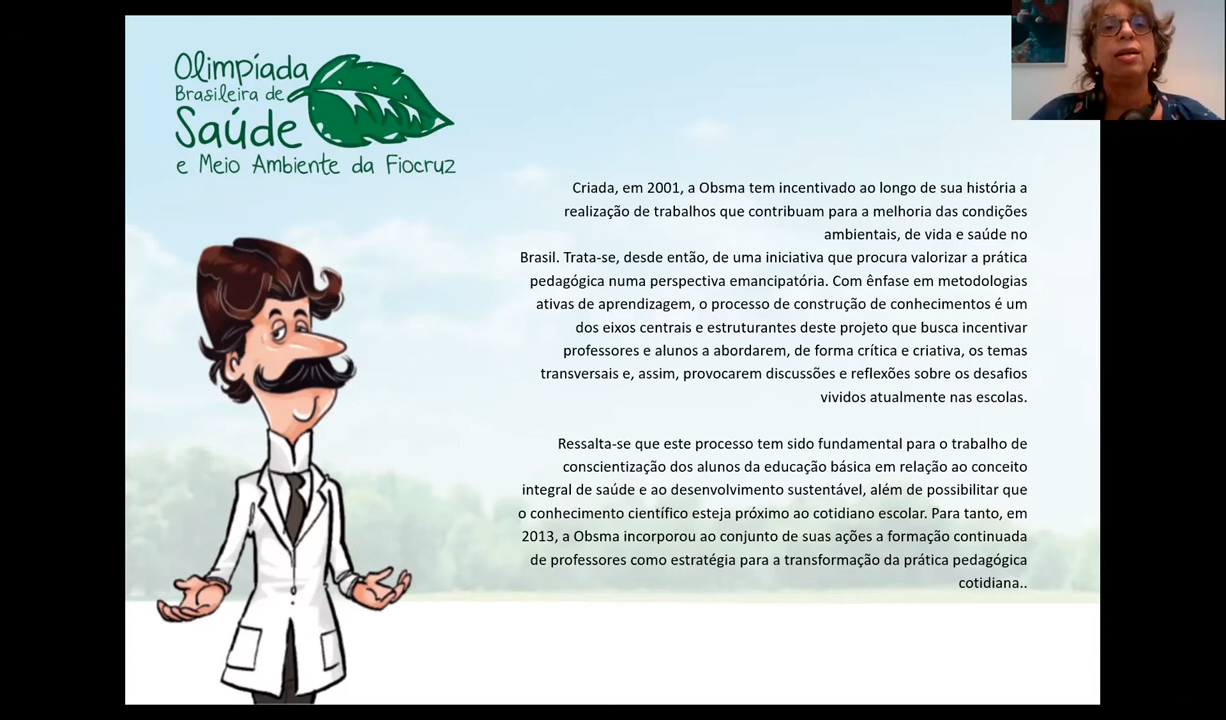 Olimpíada
Brasileira de
Saúde
e Meio Ambiente da Fiocruz
Criada, em 2001, a Obsma tem incentivado ao longo de sua história a
realização de trabalhos que contribuam para a melhoria das condições
ambientais, de vida e saúde no
Brasil. Trata-se, desde então, de uma iniciativa que procura valorizar a prática
pedagógica numa perspectiva emancipatória. Com ênfase em metodologias
ativas de aprendizagem, o processo de construção de conhecimentos é um
dos eixos centrais e estruturantes deste projeto que busca incentivar
professores e alunos a abordarem, de forma crítica e criativa, os temas
transversais e, assim, provocarem discussões e reflexões sobre os desafios
vividos atualmente nas escolas.
Ressalta-se que este processo tem sido fundamental para o trabalho de
conscientização dos alunos da educação básica em relação ao conceito
integral de saúde e ao desenvolvimento sustentável, além de possibilitar que
o conhecimento científico esteja próximo ao cotidiano escolar. Para tanto, em
2013, a Obsma incorporou ao conjunto de suas ações a formação continuada
de professores como estratégia para a transformação da prática pedagógica
cotidiana..